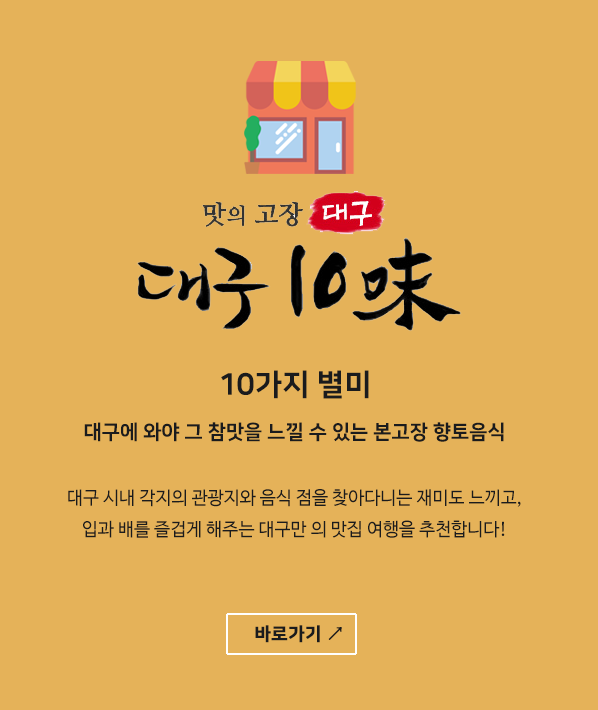 맛의 고장 대구
대구 10味
10가지 별미
대구에 와야 그 참맛을 느낄 수 있는 본고장 향토음식
대구 시내 각지의 관광지와 음식 점을 찾아다니는 재미도 느끼고,
입과 배를 즐겁게 해주는 대구만 의 맛집 여행을 추천합니다!
바로가기 ↗